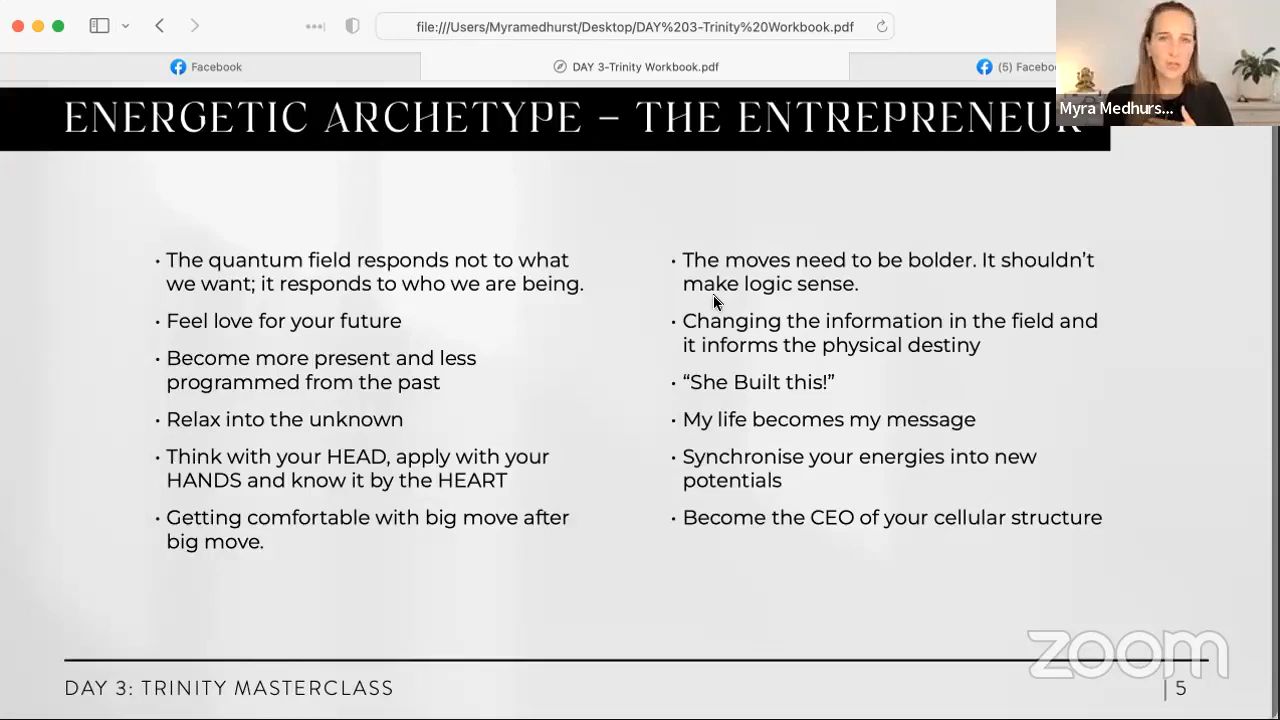 file:///Users/Myramedhurst/Desktop/DAY%203-Trinity%20Workbook.pdf
Facebook
DAY 3-Trinity Workbook.pdf
(5) Facebo
Myra Medhurs...
ENERGETIC ARCHETYPE – THE ENTREPRENEUR
• The quantum field responds not to what
we want; it responds to who we are being.
• Feel love for your future
• Become more present and less
programmed from the past
• Relax into the unknown
• Think with your HEAD, apply with your
HANDS and know it by the HEART
• Getting comfortable with big move after
big move.
• The moves need to be bolder. It shouldn’t
make logic sense.
• Changing the information in the field and
it informs the physical destiny
• “She Built this!”
• My life becomes my message
• Synchronise your energies into new
potentials
• Become the CEO of your cellular structure
zoom
DAY 3: TRINITY MASTERCLASS
| 5